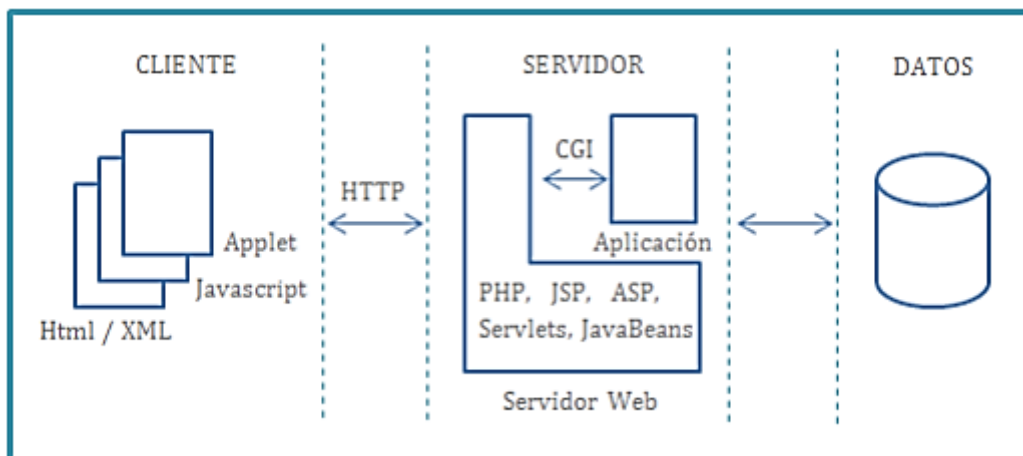 CLIENTE
SERVIDOR
DATOS
CGI
HTTP
Applet
Aplicación
Javascript
PHP, JSP, ASP,
Servlets, JavaBeans
Html / XML
Servidor Web